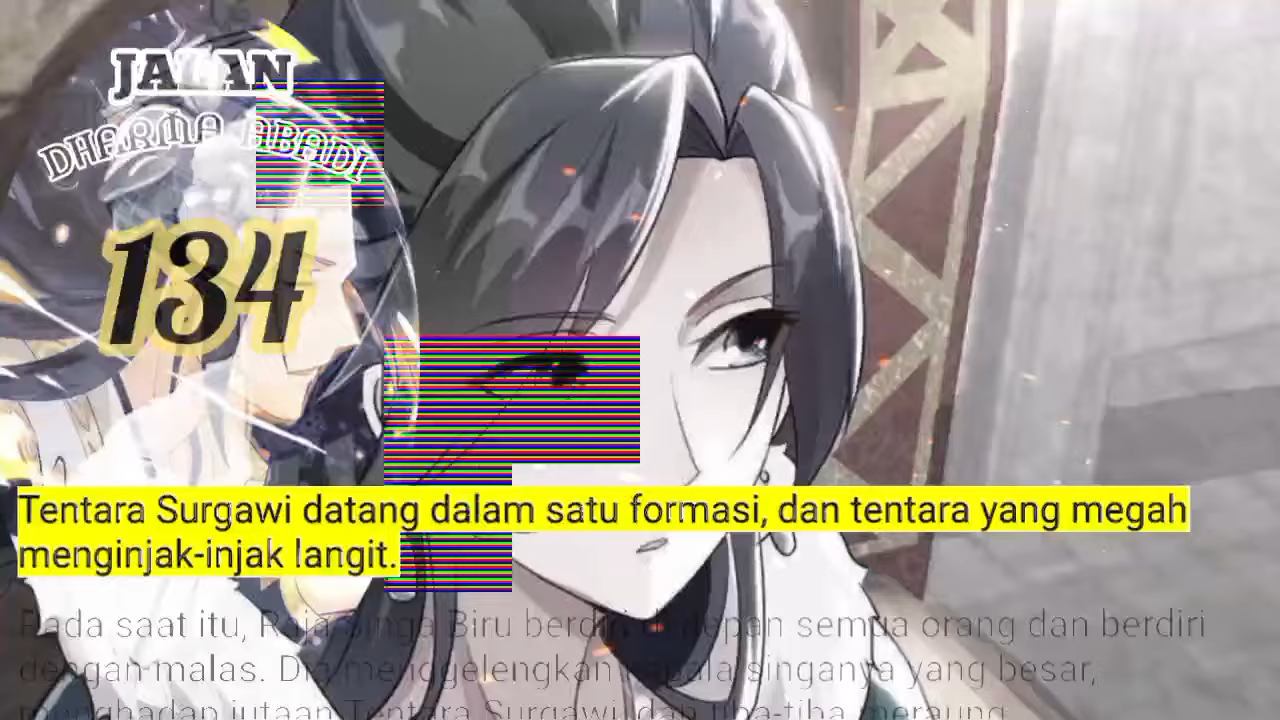 JALAN
DHARMA ABADI
134
Tentara Surgawi datang dalam satu formasi, dan tentara yang megah
menginjak-injak langit.
Pada saat itu, Raja Singa Biru berdiri di depan semua orang dan berdiri
dengan malas. Dia menggelengkan kepala singanya yang besar,
menghadap jutaan Tentara Surgawi, dan tiba-tiba meraung